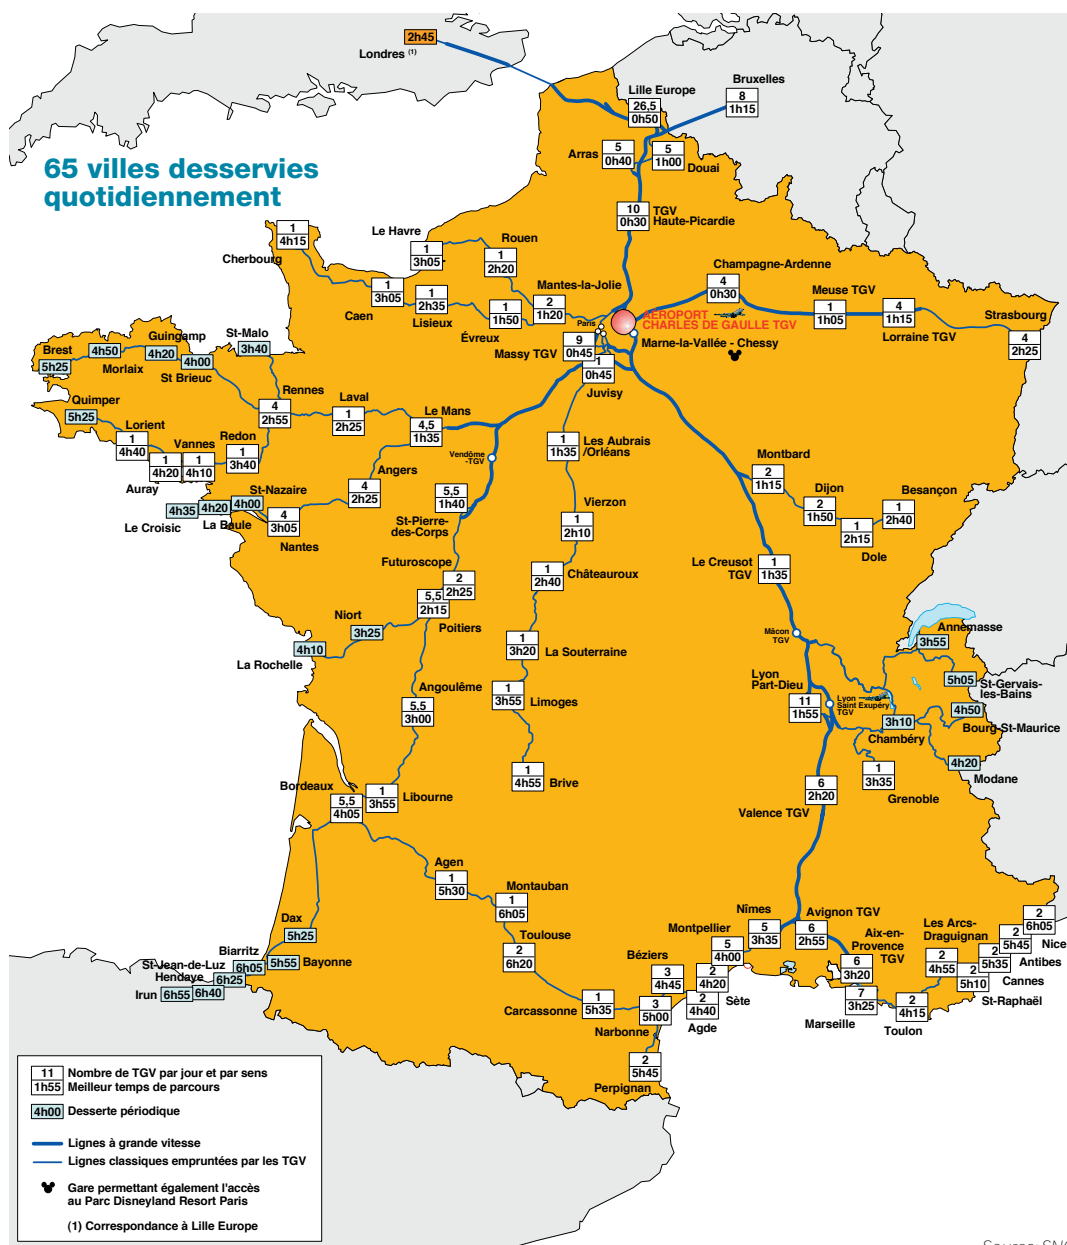 2h45
Londres (1)
Bruxelles
8
1h15
Lille Europe
26,5
0h50
Arras
5
0h40
5
1h00
Douai
65 villes desservies
quotidiennement
10
0h30
TGV
Haute-Picardie
1
4h15
Cherbourg
Le Havre
1
3h05
Rouen
1
2h20
Mantes-la-Jolie
2
1h20
1
3h05
Caen
1
2h35
Lisieux
1
1h50
Évreux
Champagne-Ardenne
4
0h30
Meuse TGV
1
1h05
4
1h15
Lorraine TGV
Strasbourg
4
2h25
AEROPORT
CHARLES DE GAULLE TGV
Paris
Marne-la-Vallée - Chessy
9
0h45
Massy TGV
1
0h45
Juvisy
Brest
5h25
4h50
Morlaix
Guingamp
4h20
4h00
St Brieuc
St-Malo
3h40
Quimper
5h25
Rennes
4
2h55
Laval
1
2h25
Le Mans
4,5
1h35
Lorient
1
4h40
1
4h20
Auray
Vannes
1
4h10
Redon
1
3h40
Vendôme
-TGV
1
1h35
Les Aubrais
/Orléans
Angers
4
2h25
St-Nazaire
4h00
4h20
La Baule
4h35
Le Croisic
4
3h05
Nantes
5,5
1h40
St-Pierre-
des-Corps
Vierzon
1
2h10
Montbard
2
1h15
Dijon
2
1h50
1
2h15
Dole
Besançon
1
2h40
Futuroscope
2
2h25
5,5
2h15
Poitiers
Niort
3h25
4h10
La Rochelle
1
2h40
Châteauroux
1
3h20
La Souterraine
1
3h55
Limoges
1
4h55
Brive
Le Creusot
TGV
1
1h35
Mâcon
TGV
Annemasse
3h55
5h05
St-Gervais-
les-Bains
4h50
Bourg-St-Maurice
3h10
Chambéry
4h20
Modane
Lyon
Part-Dieu
11
1h55
Lyon
Saint Exupéry
TGV
1
3h35
Grenoble
6
2h20
Valence TGV
Angoulême
5,5
3h00
Bordeaux
5,5
4h05
1
3h55
Libourne
Agen
1
5h30
Montauban
1
6h05
Toulouse
2
6h20
Dax
5h25
Biarritz
6h05
5h55
Bayonne
St-Jean-de-Luz
6h25
Hendaye
6h40
Irun
6h55
Carcassonne
1
5h35
3
5h00
Narbonne
Béziers
3
4h45
2
5h45
Perpignan
2
4h40
Agde
2
4h20
Sète
Montpellier
5
4h00
Nîmes
5
3h35
Avignon TGV
6
2h55
Aix-en-
Provence
TGV
6
3h20
7
3h25
Marseille
2
4h15
Toulon
Les Arcs-
Draguignan
2
4h55
2
5h10
St-Raphaël
2
5h35
Cannes
2
5h45
Antibes
2
6h05
Nice
11
1h55
Nombre de TGV par jour et par sens
Meilleur temps de parcours
4h00
Desserte périodique
Lignes à grande vitesse
Lignes classiques empruntées par les TGV
Gare permettant également l'accès
au Parc Disneyland Resort Paris
(1) Correspondance à Lille Europe